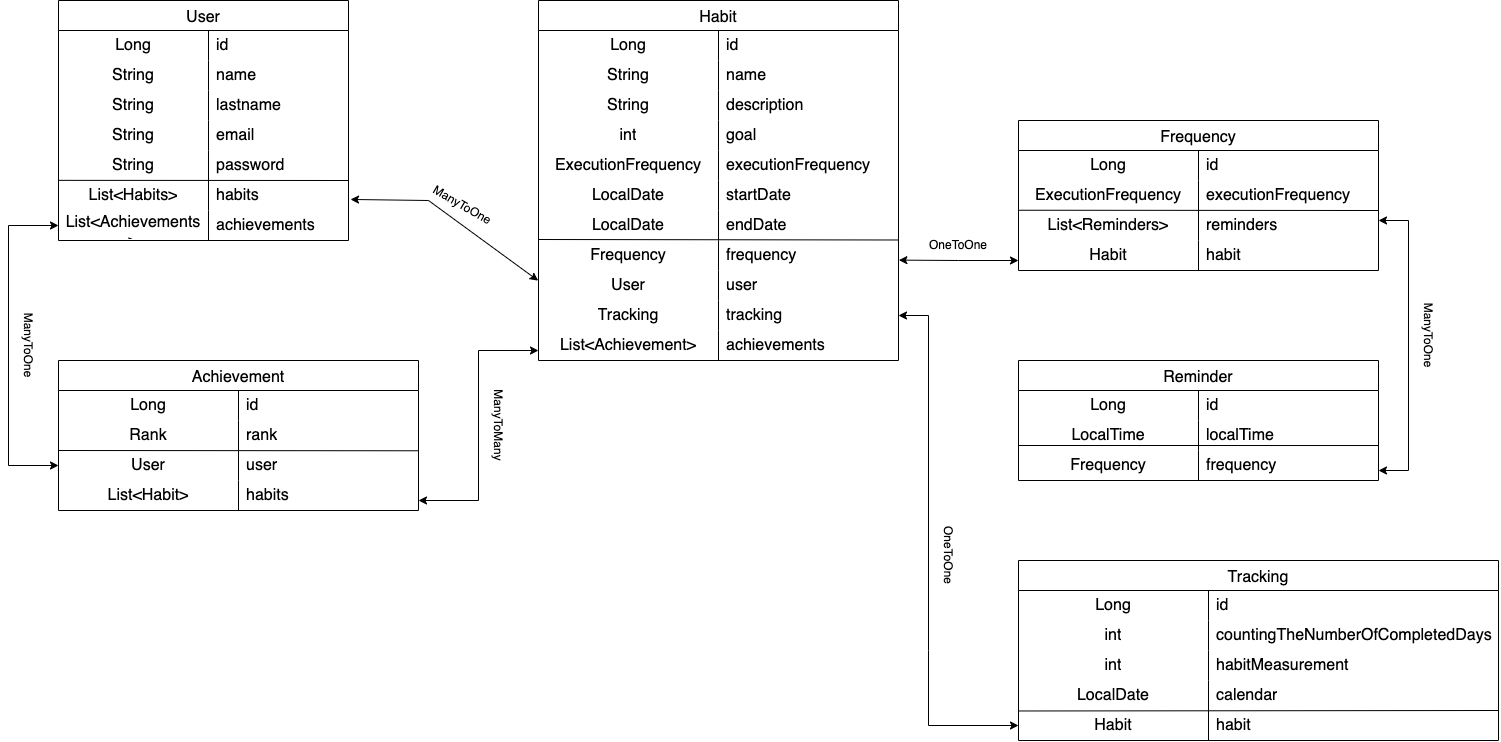 User
Long id
String name
String lastname
String email
String password
List<Habits> habits
List<Achievements
> achievements
Habit
Long id
String name
String description
int goal
ExecutionFrequency executionFrequency
LocalDate startDate
LocalDate endDate
Frequency frequency
User user
Tracking tracking
List<Achievement> achievements
Frequency
Long id
ExecutionFrequency executionFrequency
List<Reminders> reminders
Habit habit
ManyToOne
OneToOne
ManyToOne
ManyToOne
Achievement
Long id
Rank rank
User user
List<Habit> habits
ManyToMany
Reminder
Long id
LocalTime localTime
Frequency frequency
OneToOne
Tracking
Long id
int countingTheNumberOfCompletedDays
int habitMeasurement
LocalDate calendar
Habit habit